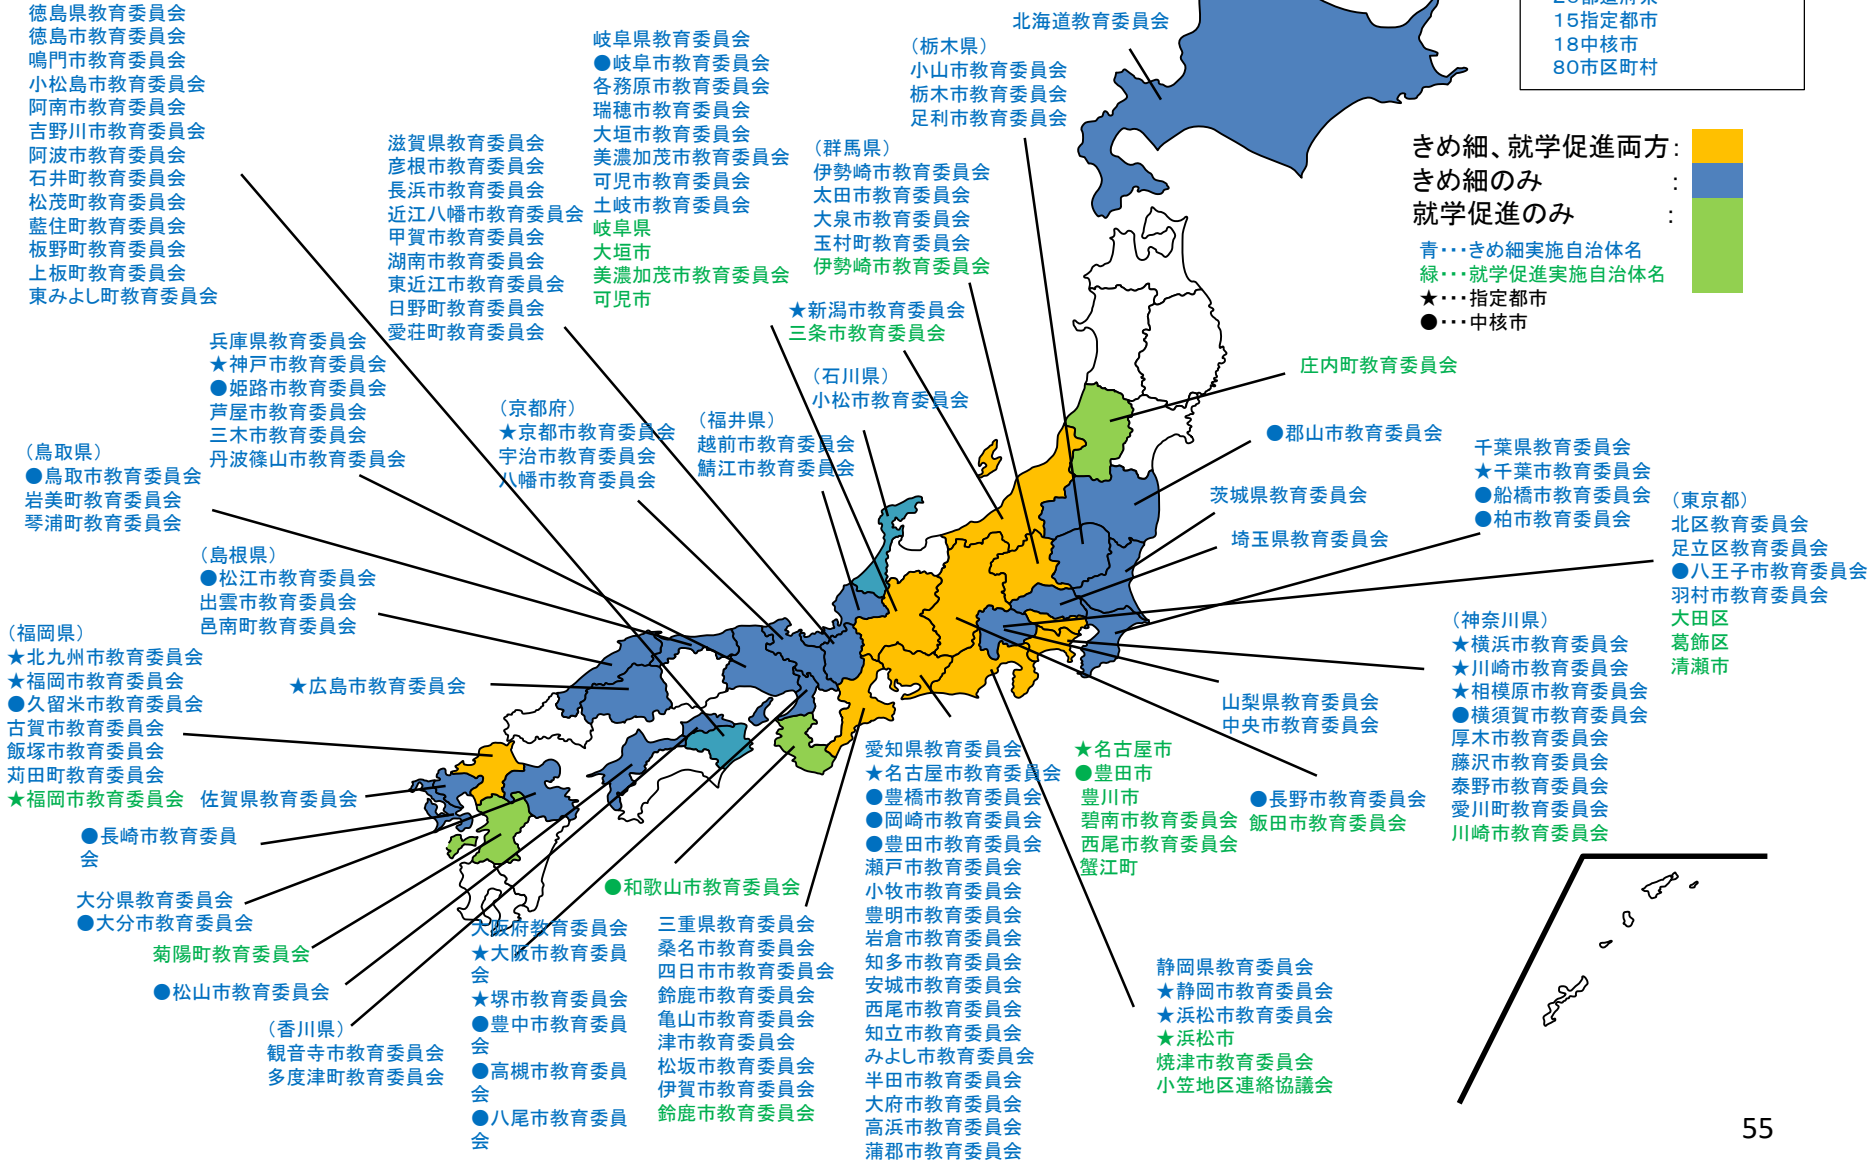 徳島県教育委員会
徳島市教育委員会
鳴門市教育委員会
小松島市教育委員会
阿南市教育委員会
吉野川市教育委員会
阿波市教育委員会
石井町教育委員会
松茂町教育委員会
藍住町教育委員会
板野町教育委員会
上板町教育委員会
東みよし町教育委員会
滋賀県教育委員会
彦根市教育委員会
長浜市教育委員会
近江八幡市教育委員会
甲賀市教育委員会
湖南市教育委員会
東近江市教育委員会
日野町教育委員会
愛荘町教育委員会
岐阜県教育委員会
●岐阜市教育委員会
各務原市教育委員会
瑞穂市教育委員会
大垣市教育委員会
美濃加茂市教育委員会
可児市教育委員会
土岐市教育委員会
岐阜県
大垣市
美濃加茂市教育委員会
可児市
北海道教育委員会
(栃木県)
小山市教育委員会
栃木市教育委員会
足利市教育委員会
(群馬県)
伊勢崎市教育委員会
太田市教育委員会
大泉市教育委員会
玉村町教育委員会
伊勢崎市教育委員会
★新潟市教育委員会
三条市教育委員会
(石川県)
小松市教育委員会
15指定都市
18中核市
80市区町村
きめ細、就学促進両方:
きめ細のみ :
就学促進のみ :
青・・・きめ細実施自治体名
緑・・・就学促進実施自治体名
★・・・指定都市
●・・・中核市
兵庫県教育委員会
★神戸市教育委員会
●姫路市教育委員会
芦屋市教育委員会
三木市教育委員会
丹波篠山市教育委員会
(京都府)
★京都市教育委員会
宇治市教育委員会
八幡市教育委員会
(福井県)
越前市教育委員会
鯖江市教育委員会
庄内町教育委員会
●郡山市教育委員会
茨城県教育委員会
埼玉県教育委員会
千葉県教育委員会
★千葉市教育委員会
●船橋市教育委員会
●柏市教育委員会
(東京都)
北区教育委員会
足立区教育委員会
●八王子市教育委員会
羽村市教育委員会
大田区
葛飾区
清瀬市
(鳥取県)
●鳥取市教育委員会
岩美町教育委員会
琴浦町教育委員会
(島根県)
●松江市教育委員会
出雲市教育委員会
邑南町教育委員会
★広島市教育委員会
(福岡県)
★北九州市教育委員会
★福岡市教育委員会
●久留米市教育委員会
古賀市教育委員会
飯塚市教育委員会
苅田町教育委員会
★福岡市教育委員会
佐賀県教育委員会
●長崎市教育委員
会
大分県教育委員会
●大分市教育委員会
菊陽町教育委員会
●松山市教育委員会
(香川県)
観音寺市教育委員会
多度津町教育委員会
大阪府教育委員会
★大阪市教育委員
会
★堺市教育委員会
●豊中市教育委員
会
●高槻市教育委員
会
●八尾市教育委員
会
●和歌山市教育委員会
三重県教育委員会
桑名市教育委員会
四日市市教育委員会
鈴鹿市教育委員会
亀山市教育委員会
津市教育委員会
松坂市教育委員会
伊賀市教育委員会
鈴鹿市教育委員会
愛知県教育委員会
★名古屋市教育委員会
●豊橋市教育委員会
●岡崎市教育委員会
●豊田市教育委員会
瀬戸市教育委員会
小牧市教育委員会
豊明市教育委員会
岩倉市教育委員会
知多市教育委員会
安城市教育委員会
西尾市教育委員会
知立市教育委員会
みよし市教育委員会
半田市教育委員会
大府市教育委員会
高浜市教育委員会
蒲郡市教育委員会
★名古屋市
●豊田市
豊川市
碧南市教育委員会
西尾市教育委員会
蟹江町
山梨県教育委員会
中央市教育委員会
●長野市教育委員会
飯田市教育委員会
(神奈川県)
★横浜市教育委員会
★川崎市教育委員会
★相模原市教育委員会
●横須賀市教育委員会
厚木市教育委員会
藤沢市教育委員会
秦野市教育委員会
愛川町教育委員会
川崎市教育委員会
静岡県教育委員会
★静岡市教育委員会
★浜松市教育委員会
★浜松市
焼津市教育委員会
小笠地区連絡協議会
55